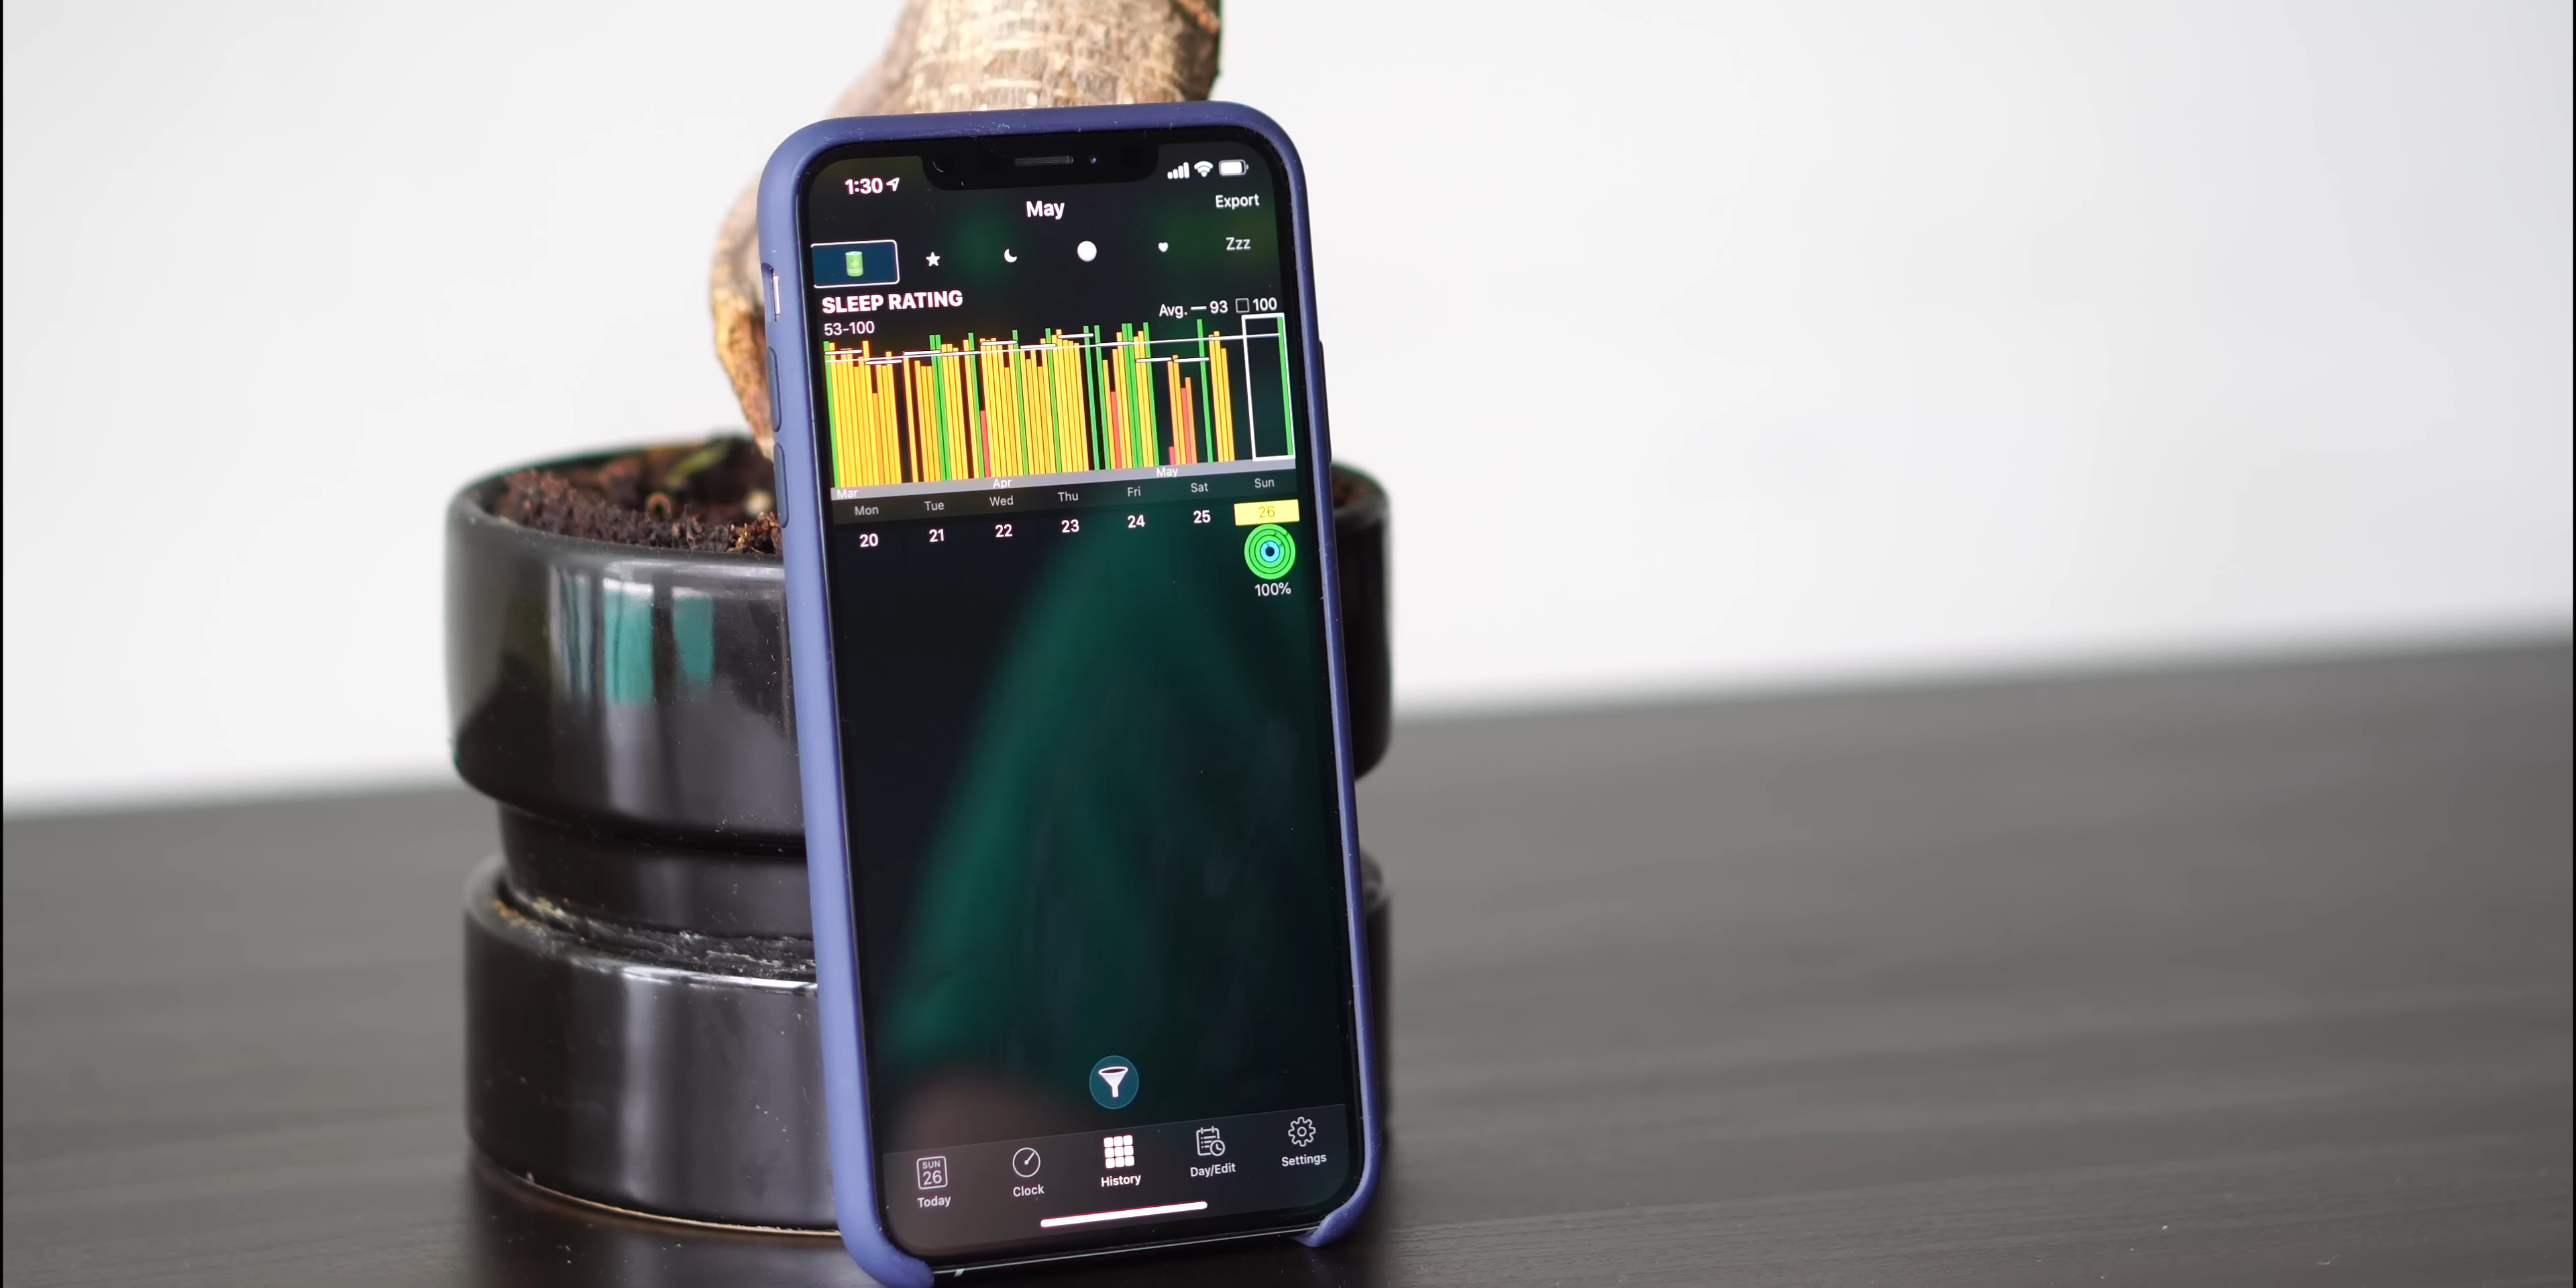 1:30
May
Export
Zzz
SLEEP RATING
Avg. — 93 100
53-100
Mar Apr May
Mon Tue Wed Thu Fri Sat Sun
20 21 22 23 24 25 26
100%
SUN
26
Today Clock History Day/Edit Settings